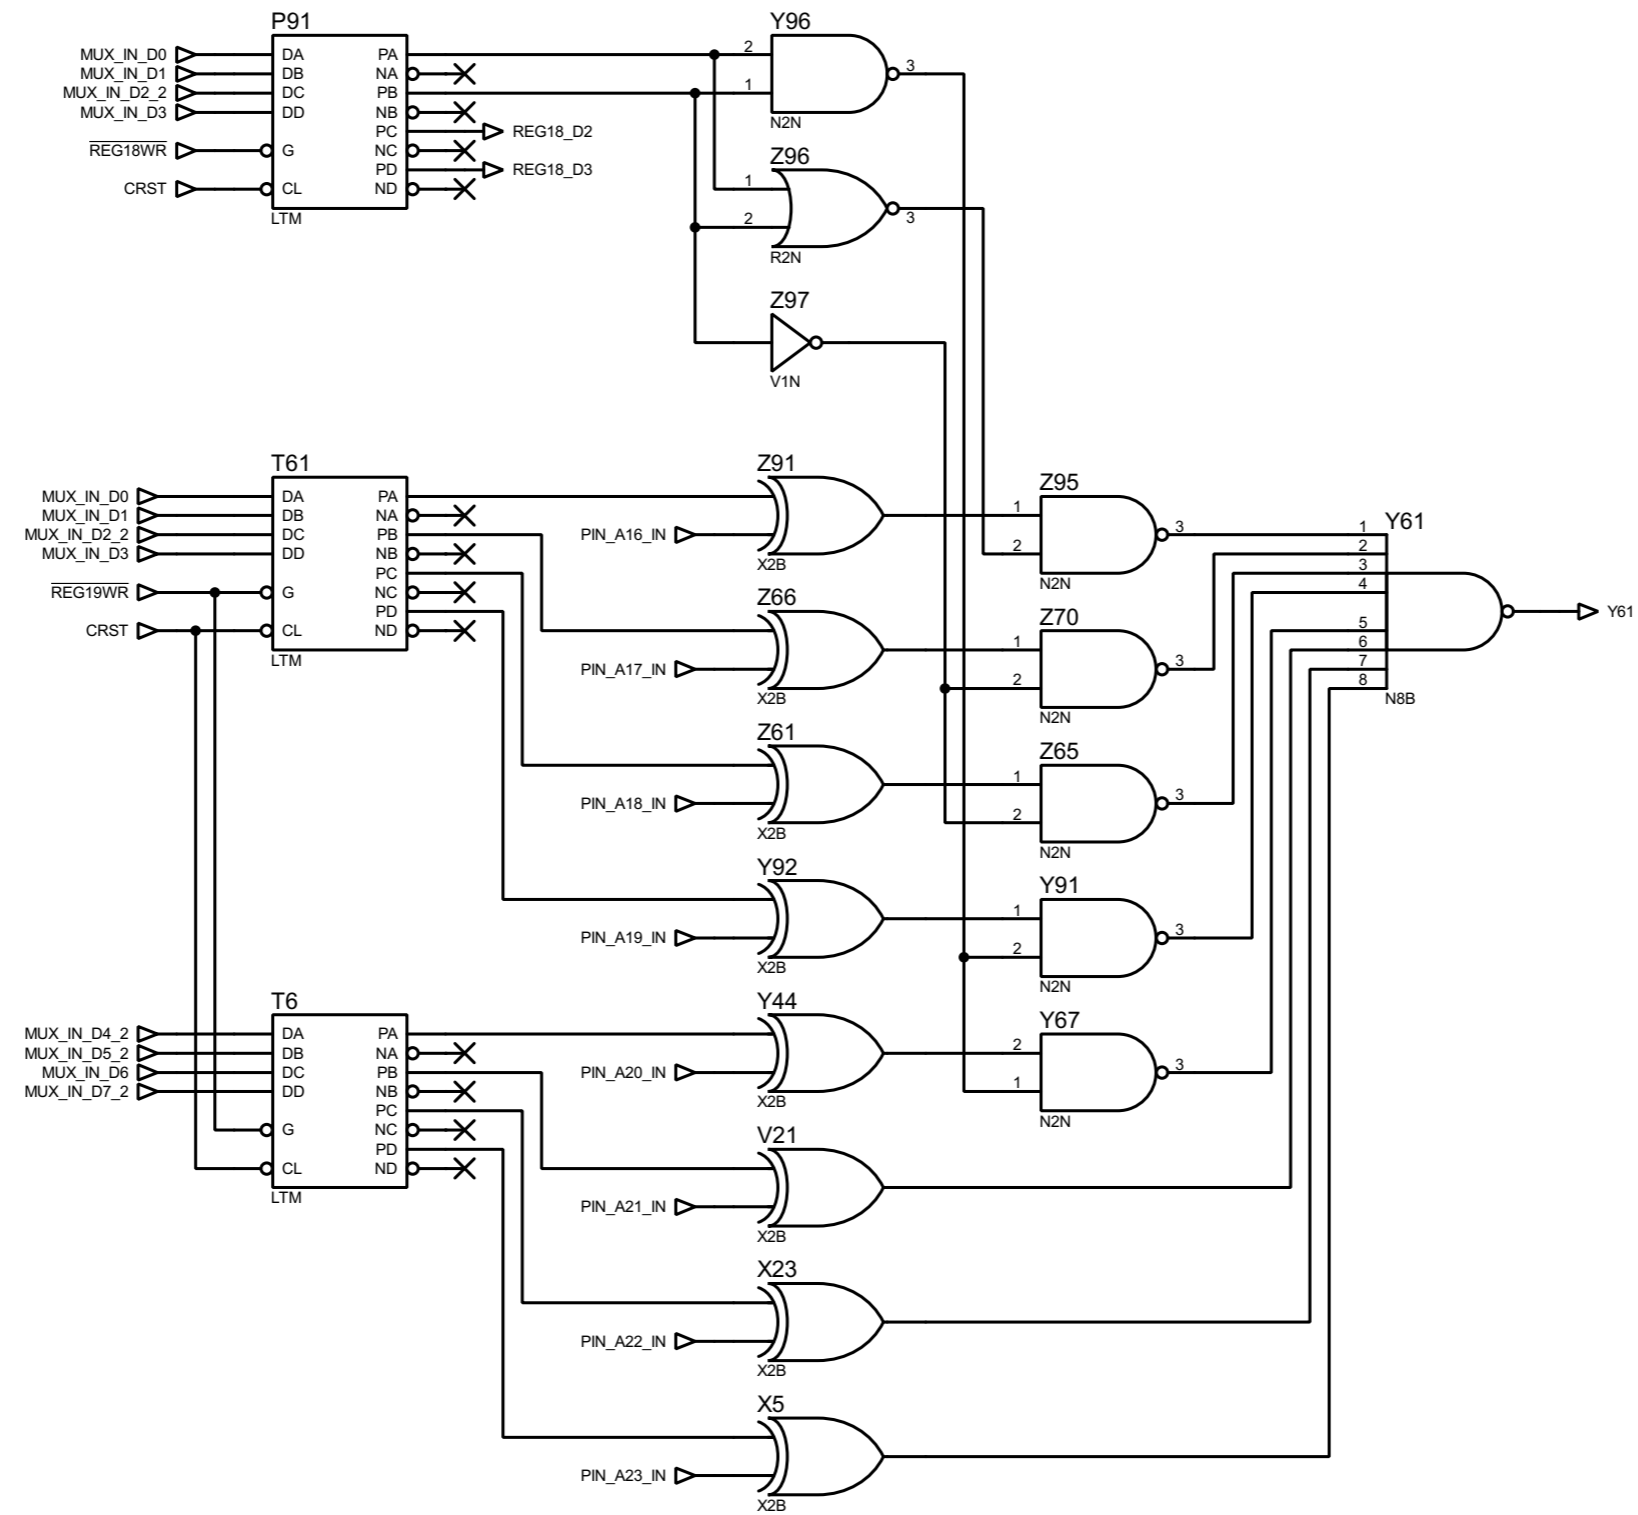 P91
MUX_IN_D0 DA PA
MUX_IN_D1 DB NA
MUX_IN_D2_2 DC PB
MUX_IN_D3 DD NB
PC REG18_D2
REG18WR G NC
PD REG18_D3
CRST CL ND
LTM
Y96
2
1
3
N2N
Z96
1
2
3
R2N
Z97
V1N
T61
MUX_IN_D0 DA PA
MUX_IN_D1 DB NA
MUX_IN_D2_2 DC PB
MUX_IN_D3 DD NB
PC
REG19WR G NC
PD
CRST CL ND
LTM
Z91
PIN_A16_IN
X2B
Z95
1
2
3
N2N
Z66
PIN_A17_IN
X2B
Z70
1
2
3
N2N
Z61
PIN_A18_IN
X2B
Z65
1
2
3
N2N
Y92
PIN_A19_IN
X2B
Y91
1
2
3
N2N
T6
MUX_IN_D4_2 DA PA
MUX_IN_D5_2 DB NA
MUX_IN_D6 DC PB
MUX_IN_D7_2 DD NB
PC
G NC
PD
CL ND
LTM
Y44
PIN_A20_IN
X2B
Y67
2
1
3
N2N
V21
PIN_A21_IN
X2B
X23
PIN_A22_IN
X2B
X5
PIN_A23_IN
X2B
Y61
1
2
3
4
5
6
7
8
N8B
Y61